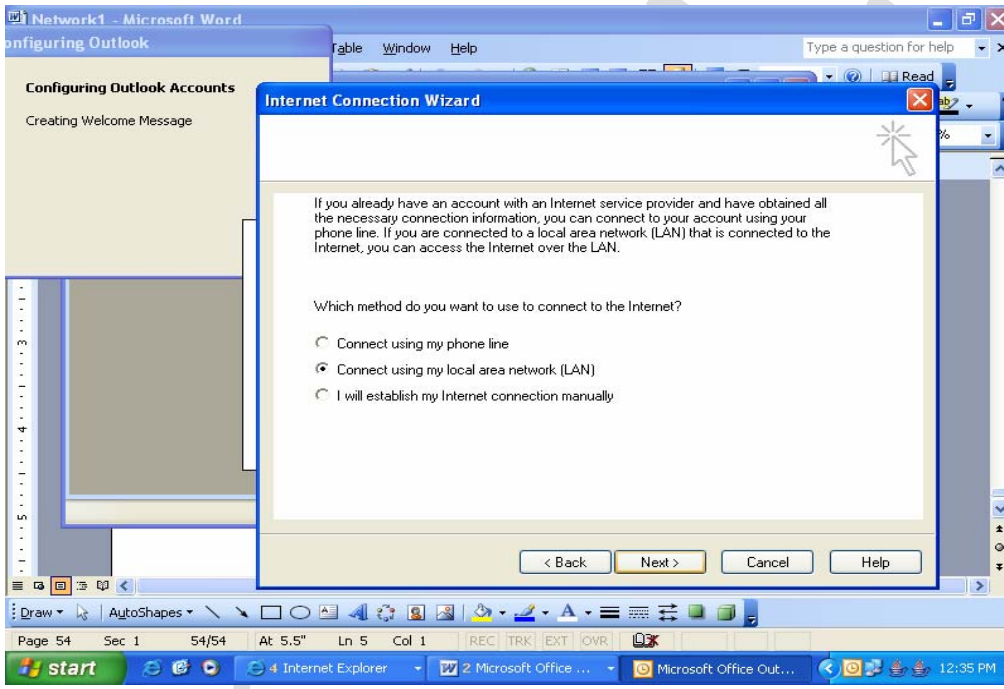 Network1 - Microsoft Word
onfiguring Outlook
Table Window Help
Type a question for help
Read
Configuring Outlook Accounts
Creating Welcome Message
Internet Connection Wizard
%
If you already have an account with an Internet service provider and have obtained all
the necessary connection information, you can connect to your account using your
phone line. If you are connected to a local area network (LAN) that is connected to the
Internet, you can access the Internet over the LAN.
Which method do you want to use to connect to the Internet?
Connect using my phone line
Connect using my local area network (LAN)
I will establish my Internet connection manually
3
4
5
< Back Next > Cancel Help
Draw AutoShapes
Page 54 Sec 1 54/54 At 5.5" Ln 5 Col 1 REC TRK EXT OVR
start 4 Internet Explorer 2 Microsoft Office ... Microsoft Office Out... 12:35 PM